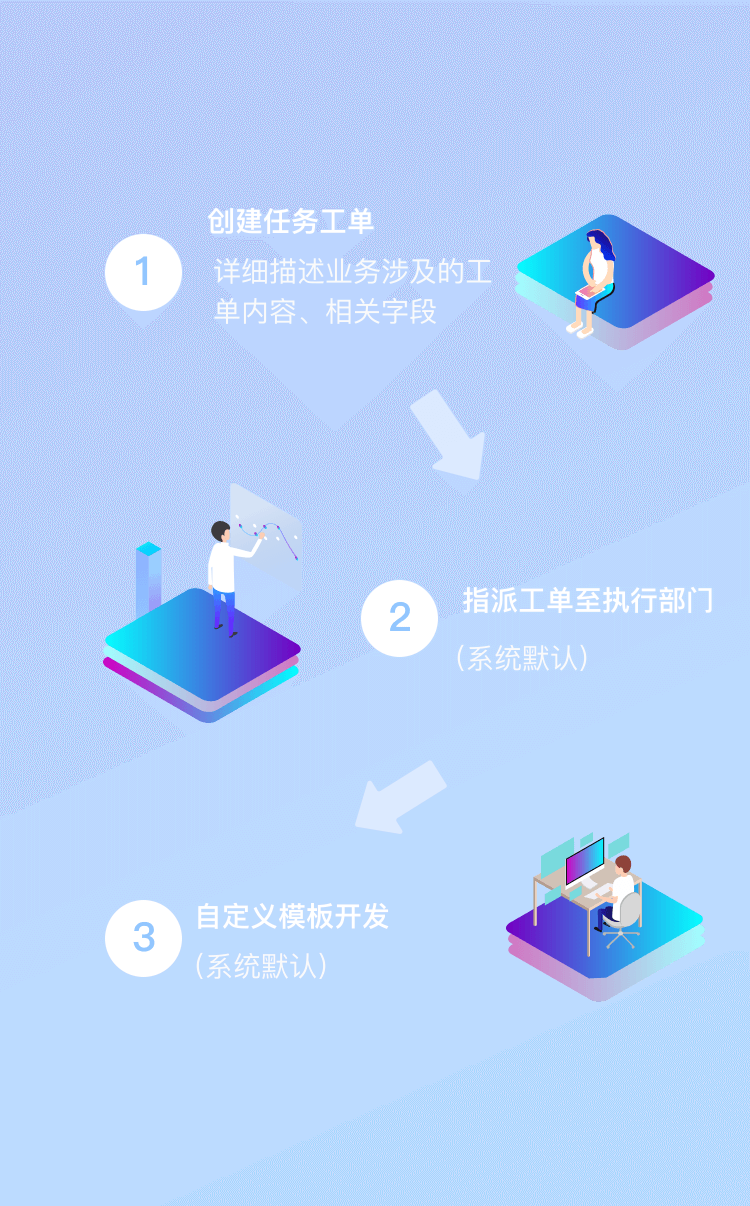 创建任务工单
1
详细描述业务涉及的工
单内容、相关字段
2
指派工单至执行部门
（系统默认）
3
自定义模板开发
（系统默认）